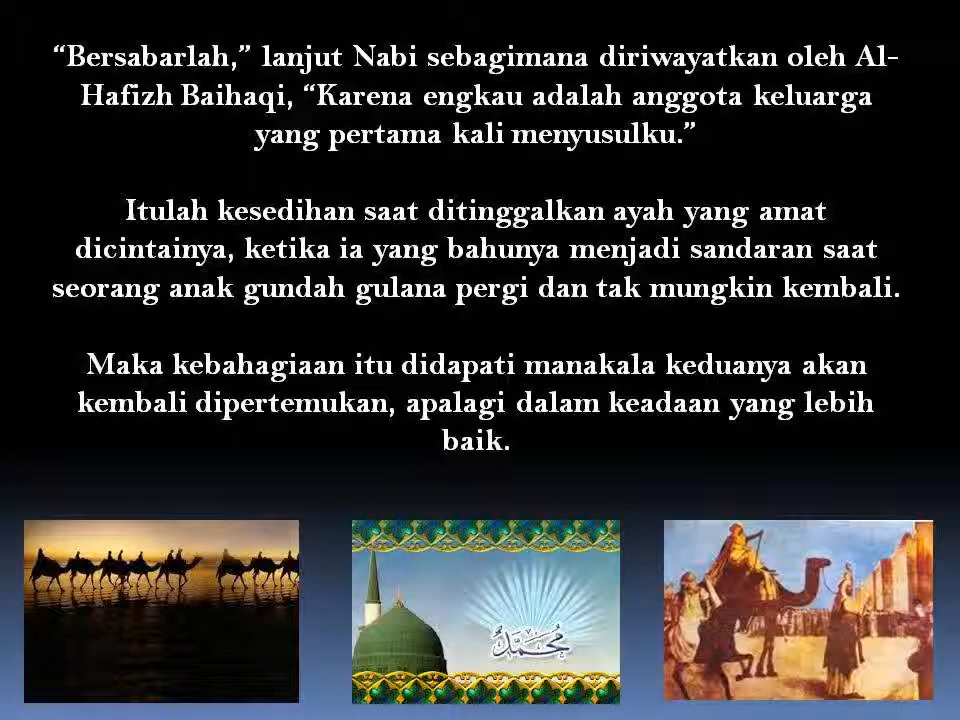 “Bersabarlah,” lanjut Nabi sebagimana diriwayatkan oleh Al-
Hafizh Baihaqi, “Karena engkau adalah anggota keluarga
yang pertama kali menyusulku.”
Itulah kesedihan saat ditinggalkan ayah yang amat
dicintainya, ketika ia yang bahunya menjadi sandaran saat
seorang anak gundah gulana pergi dan tak mungkin kembali.
Maka kebahagiaan itu didapati manakala keduanya akan
kembali dipertemukan, apalagi dalam keadaan yang lebih
baik.
مُحَمَّدٌ